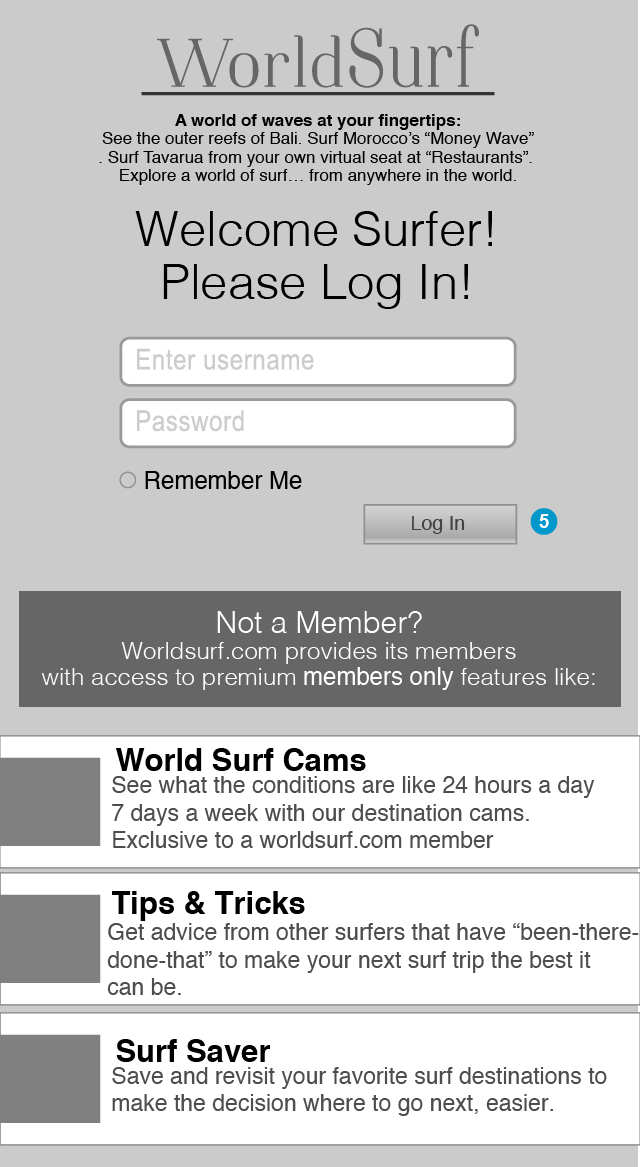 WorldSurf
A world of waves at your fingertips:
See the outer reefs of Bali. Surf Morocco’s “Money Wave”
. Surf Tavarua from your own virtual seat at “Restaurants”.
Explore a world of surf… from anywhere in the world.
Welcome Surfer!
Please Log In!
Enter username
Password
Remember Me
Log In
5
Not a Member?
Worldsurf.com provides its members
with access to premium members only features like:
World Surf Cams
See what the conditions are like 24 hours a day
7 days a week with our destination cams.
Exclusive to a worldsurf.com member
Tips & Tricks
Get advice from other surfers that have “been-there-
done-that” to make your next surf trip the best it
can be.
Surf Saver
Save and revisit your favorite surf destinations to
make the decision where to go next, easier.